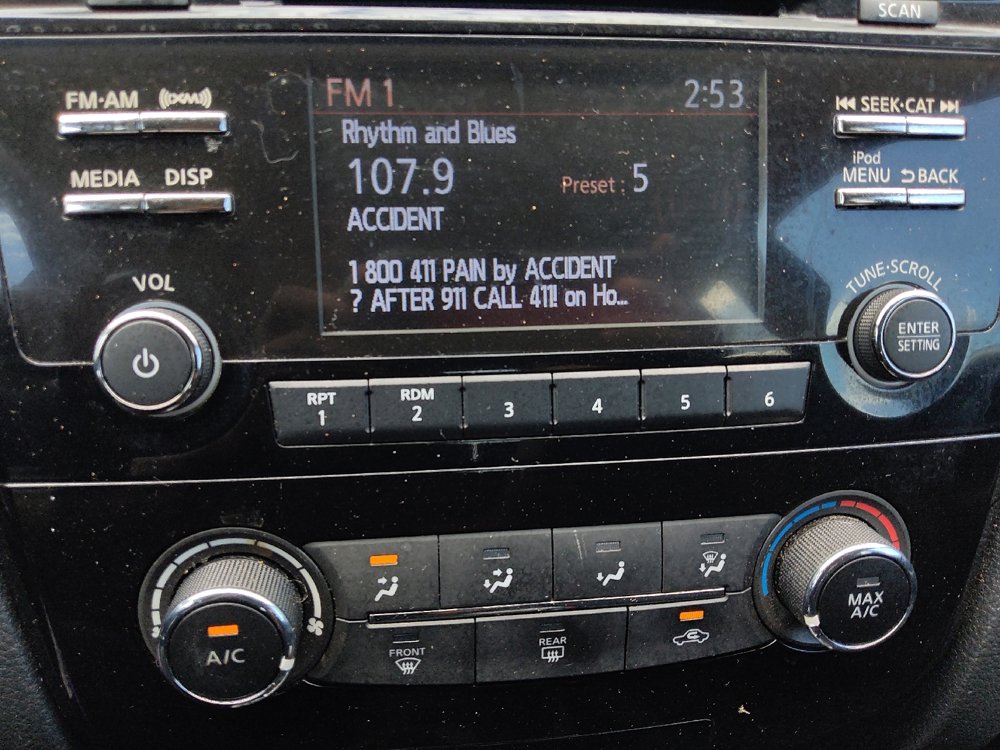 SCAN
FM·AM
((XM))
FM 1
2:53
SEEK·CAT
Rhythm and Blues
107.9
Preset : 5
ACCIDENT
1 800 411 PAIN by ACCIDENT
? AFTER 911 CALL 411! on Ho...
MEDIA
DISP
iPod
MENU
BACK
VOL
TUNE·SCROLL
ENTER
SETTING
RPT
1
RDM
2
3
4
5
6
A/C
FRONT
REAR
MAX
A/C